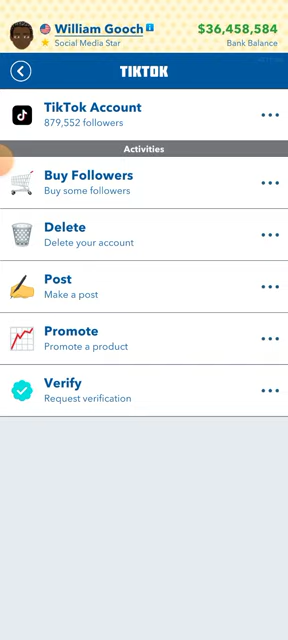 William Gooch
$36,458,584
Social Media Star
Bank Balance
TIKTOK
TikTok Account
879,552 followers
Activities
Buy Followers
Buy some followers
Delete
Delete your account
Post
Make a post
Promote
Promote a product
Verify
Request verification